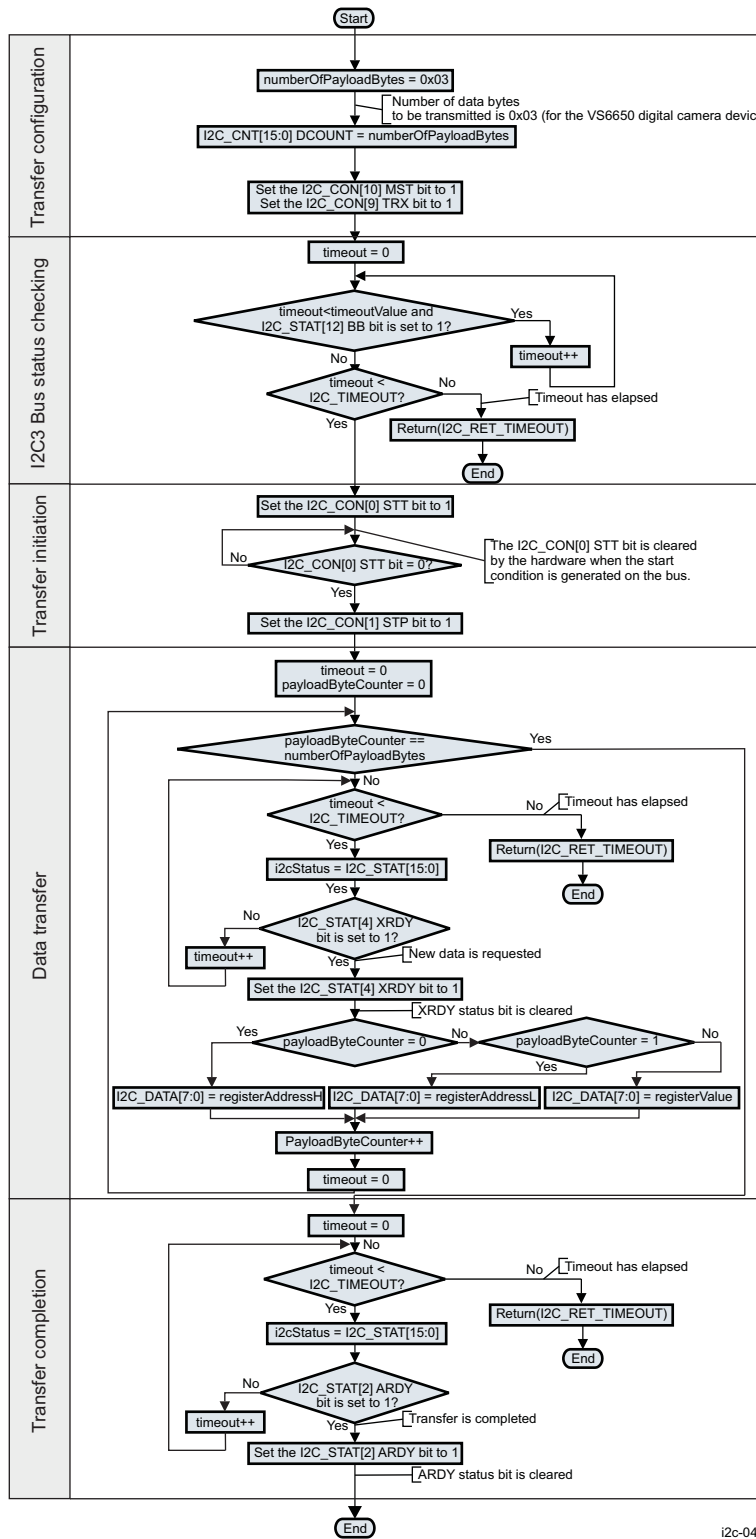 Start
Transfer configuration
numberOfPayloadBytes = 0x03
Number of data bytes
to be transmitted is 0x03 (for the VS6650 digital camera devic
I2C_CNT[15:0] DCOUNT = numberOfPayloadBytes
Set the I2C_CON[10] MST bit to 1
Set the I2C_CON[9] TRX bit to 1
I2C3 Bus status checking
timeout = 0
timeout<timeoutValue and
I2C_STAT[12] BB bit is set to 1?
Yes
timeout++
No
timeout <
I2C_TIMEOUT?
No
Timeout has elapsed
Yes
Return(I2C_RET_TIMEOUT)
End
Transfer initiation
Set the I2C_CON[0] STT bit to 1
No
I2C_CON[0] STT bit = 0?
The I2C_CON[0] STT bit is cleared
by the hardware when the start
condition is generated on the bus.
Yes
Set the I2C_CON[1] STP bit to 1
Data transfer
timeout = 0
payloadByteCounter = 0
payloadByteCounter ==
numberOfPayloadBytes
Yes
No
timeout <
I2C_TIMEOUT?
No
Timeout has elapsed
Yes
Return(I2C_RET_TIMEOUT)
End
i2cStatus = I2C_STAT[15:0]
Yes
I2C_STAT[4] XRDY
bit is set to 1?
No
timeout++
Yes
New data is requested
Set the I2C_STAT[4] XRDY bit to 1
XRDY status bit is cleared
Yes
payloadByteCounter = 0
No
payloadByteCounter = 1
No
Yes
I2C_DATA[7:0] = registerAddressH
I2C_DATA[7:0] = registerAddressL
I2C_DATA[7:0] = registerValue
PayloadByteCounter++
timeout = 0
Transfer completion
timeout = 0
No
timeout <
I2C_TIMEOUT?
No
Timeout has elapsed
Yes
Return(I2C_RET_TIMEOUT)
End
i2cStatus = I2C_STAT[15:0]
I2C_STAT[2] ARDY
bit is set to 1?
No
timeout++
Yes
Transfer is completed
Set the I2C_STAT[2] ARDY bit to 1
ARDY status bit is cleared
End
i2c-04